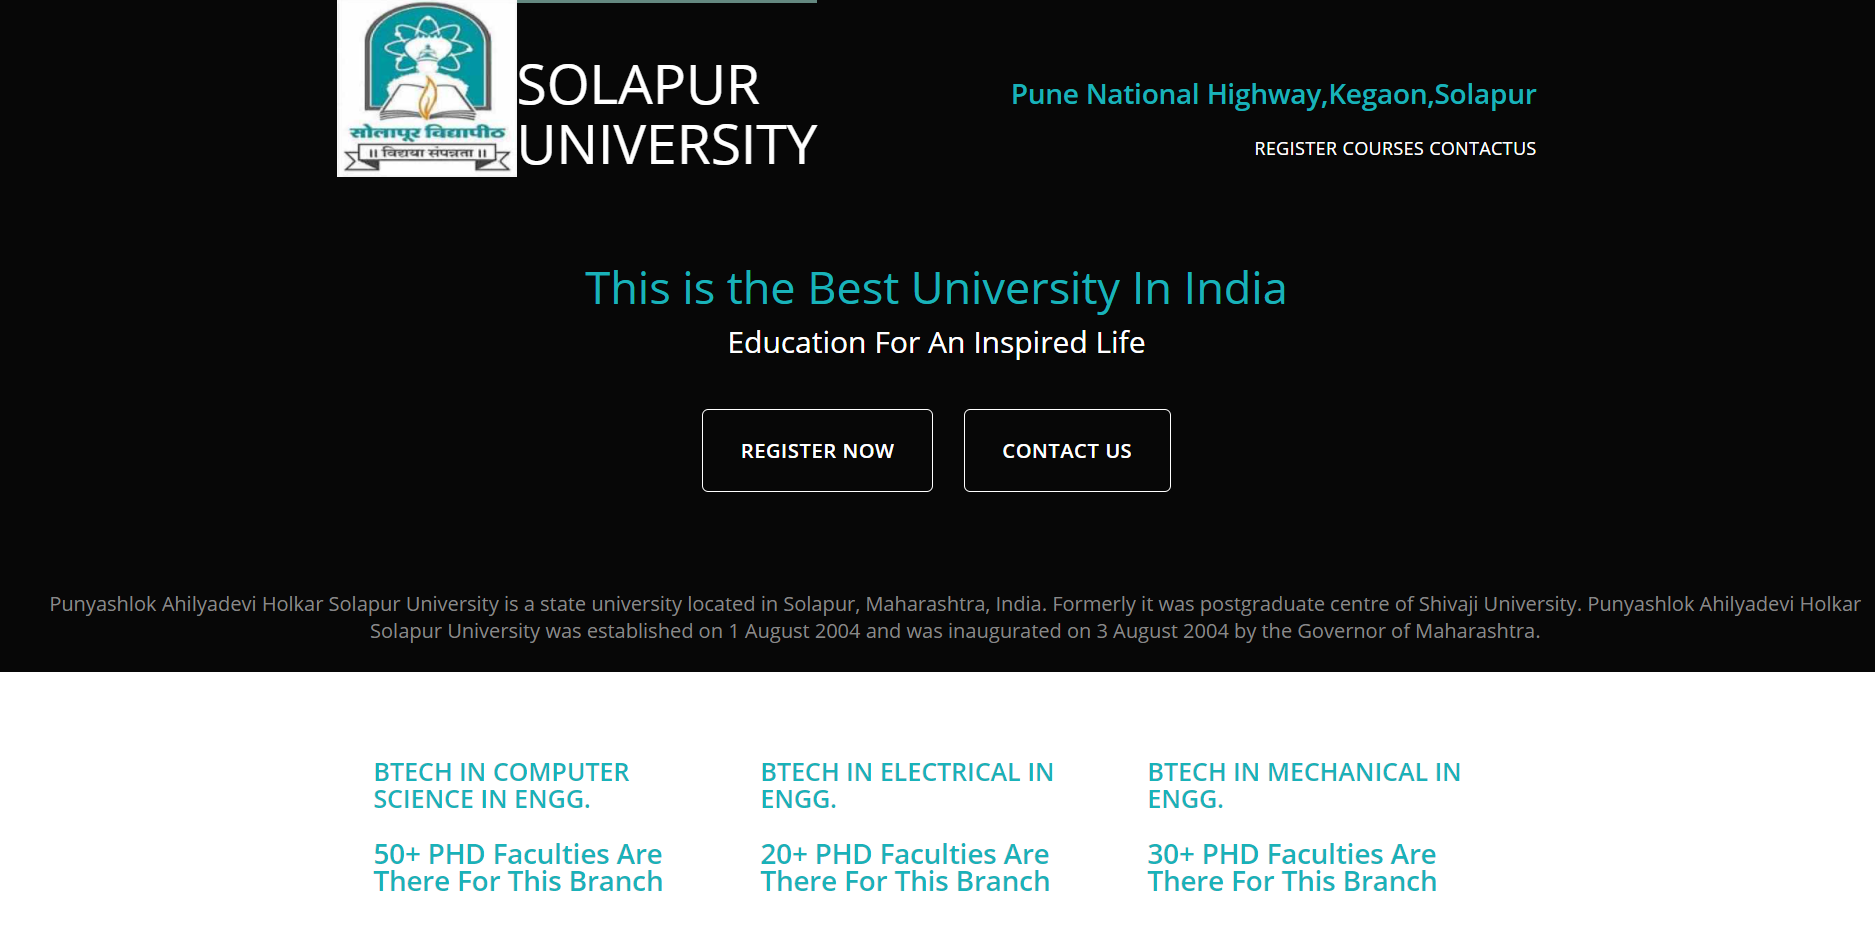 सोलापूर विद्यापीठ
।। विद्यया संपन्नता ।।
SOLAPUR
UNIVERSITY
Pune National Highway,Kegaon,Solapur
REGISTER COURSES CONTACTUS
This is the Best University In India
Education For An Inspired Life
REGISTER NOW
CONTACT US
Punyashlok Ahilyadevi Holkar Solapur University is a state university located in Solapur, Maharashtra, India. Formerly it was postgraduate centre of Shivaji University. Punyashlok Ahilyadevi Holkar
Solapur University was established on 1 August 2004 and was inaugurated on 3 August 2004 by the Governor of Maharashtra.
BTECH IN COMPUTER
SCIENCE IN ENGG.
50+ PHD Faculties Are
There For This Branch
BTECH IN ELECTRICAL IN
ENGG.
20+ PHD Faculties Are
There For This Branch
BTECH IN MECHANICAL IN
ENGG.
30+ PHD Faculties Are
There For This Branch